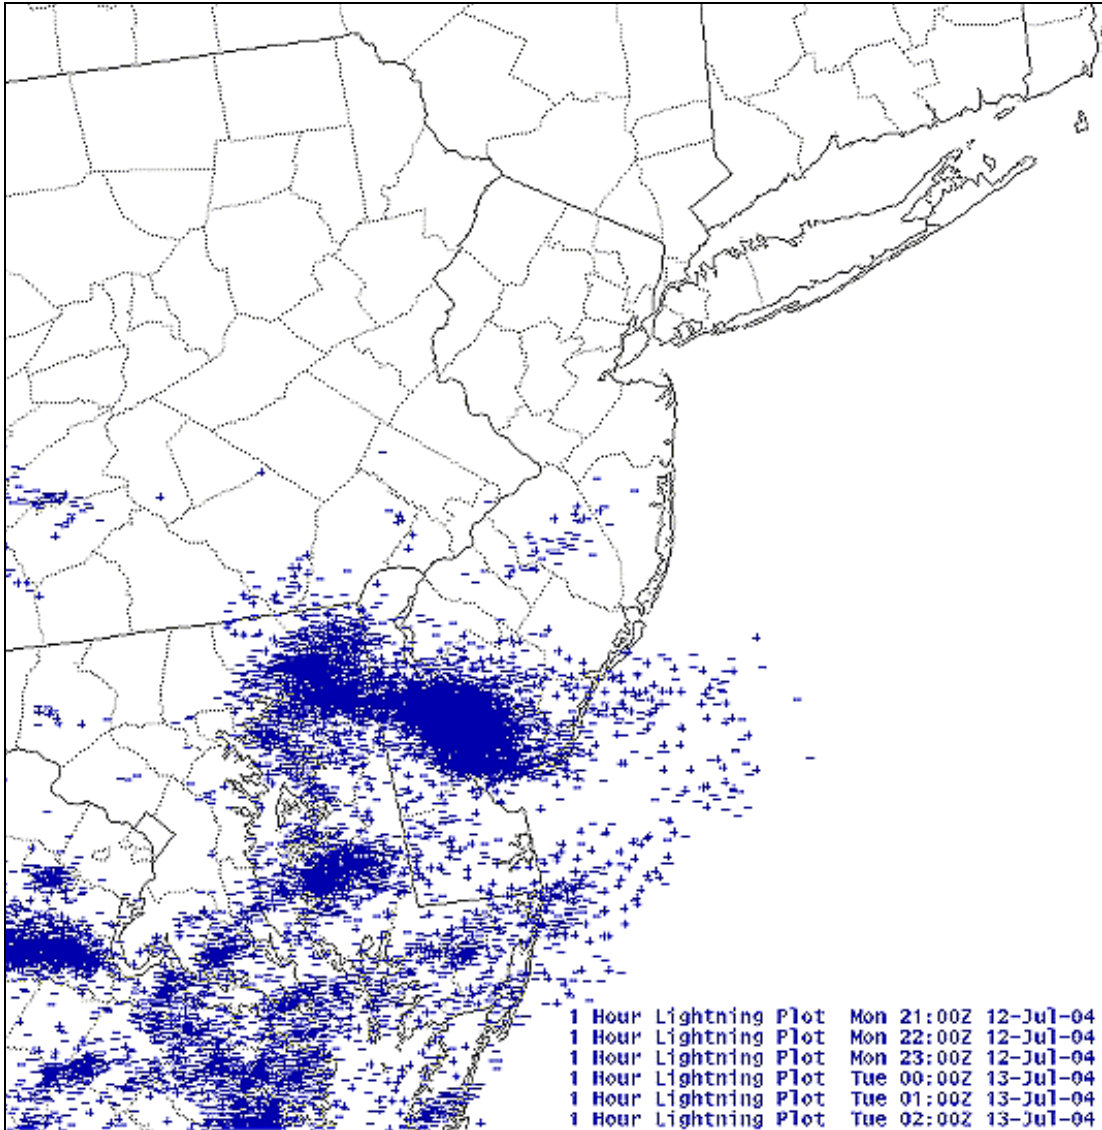 1 Hour Lightning Plot Mon 21:00Z 12-Jul-04
1 Hour Lightning Plot Mon 22:00Z 12-Jul-04
1 Hour Lightning Plot Mon 23:00Z 12-Jul-04
1 Hour Lightning Plot Tue 00:00Z 13-Jul-04
1 Hour Lightning Plot Tue 01:00Z 13-Jul-04
1 Hour Lightning Plot Tue 02:00Z 13-Jul-04